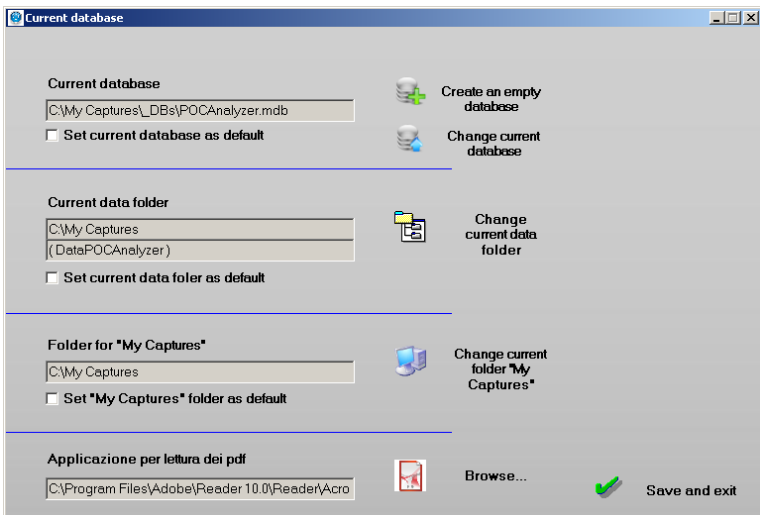 Current database
Current database
C:\My Captures\_DBs\POCAnalyzer.mdb
Set current database as default
Create an empty
database
Change current
database
Current data folder
C:\My Captures
( DataPOCAnalyzer )
Set current data foler as default
Change
current data
folder
Folder for "My Captures"
C:\My Captures
Set "My Captures" folder as default
Change current
folder "My
Captures"
Applicazione per lettura dei pdf
C:\Program Files\Adobe\Reader 10.0\Reader\Acro
Browse...
Save and exit